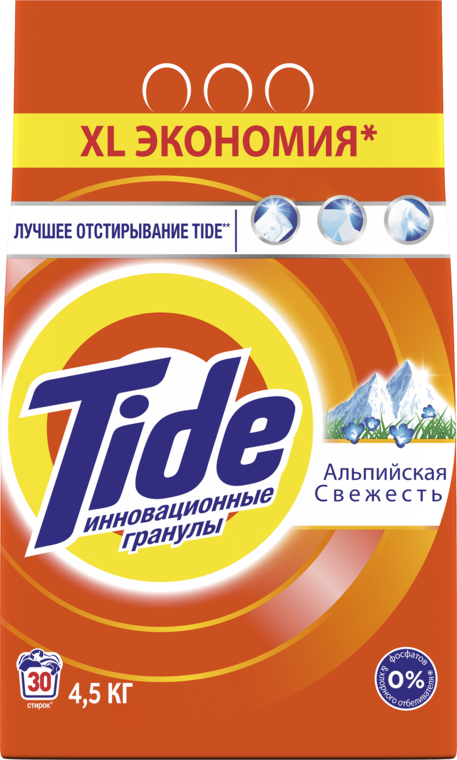 XL ЭКОНОМИЯ*
ЛУЧШЕЕ ОТСТИРЫВАНИЕ TIDE**
Tide
инновационные
гранулы
Альпийская
Свежесть
30
стирок*
4,5 КГ
фосфатов
0%
& хлорного отбеливателя*